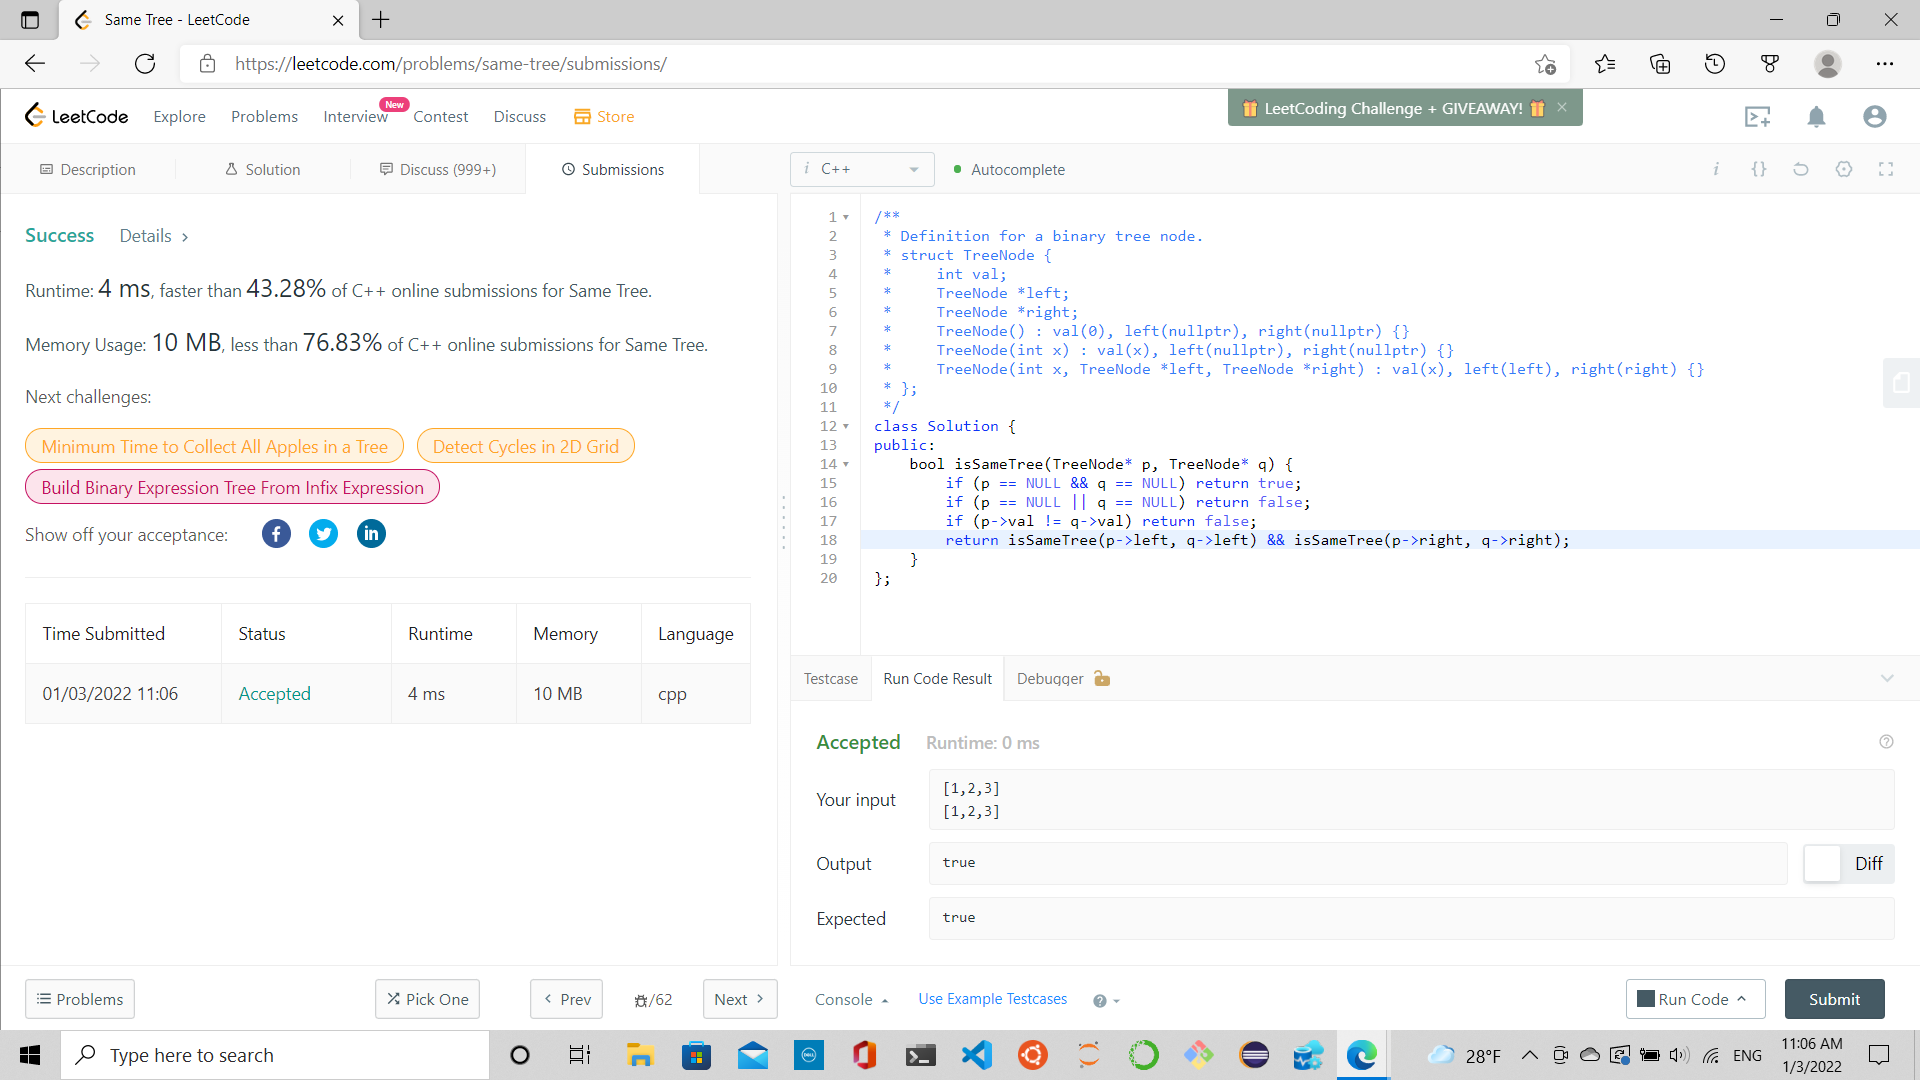 Same Tree - LeetCode
https://leetcode.com/problems/same-tree/submissions/
LeetCode
Explore
Problems
Interview
New
Contest
Discuss
Store
LeetCoding Challenge + GIVEAWAY!
Description
Solution
Discuss (999+)
Submissions
i C++
Autocomplete
Success Details >
Runtime: 4 ms, faster than 43.28% of C++ online submissions for Same Tree.
Memory Usage: 10 MB, less than 76.83% of C++ online submissions for Same Tree.
Next challenges:
Minimum Time to Collect All Apples in a Tree
Detect Cycles in 2D Grid
Build Binary Expression Tree From Infix Expression
Show off your acceptance:
Time Submitted Status Runtime Memory Language
01/03/2022 11:06 Accepted 4 ms 10 MB cpp
1 /**
2 * Definition for a binary tree node.
3 * struct TreeNode {
4 *     int val;
5 *     TreeNode *left;
6 *     TreeNode *right;
7 *     TreeNode() : val(0), left(nullptr), right(nullptr) {}
8 *     TreeNode(int x) : val(x), left(nullptr), right(nullptr) {}
9 *     TreeNode(int x, TreeNode *left, TreeNode *right) : val(x), left(left), right(right) {}
10 * };
11 */
12 class Solution {
13 public:
14     bool isSameTree(TreeNode* p, TreeNode* q) {
15         if (p == NULL && q == NULL) return true;
16         if (p == NULL || q == NULL) return false;
17         if (p->val != q->val) return false;
18         return isSameTree(p->left, q->left) && isSameTree(p->right, q->right);
19     }
20 };
Testcase
Run Code Result
Debugger
Accepted Runtime: 0 ms
Your input
[1,2,3]
[1,2,3]
Output
true
Diff
Expected
true
Problems
Pick One
< Prev
/62
Next >
Console
Use Example Testcases
Run Code
Submit
Type here to search
28°F
ENG
11:06 AM
1/3/2022